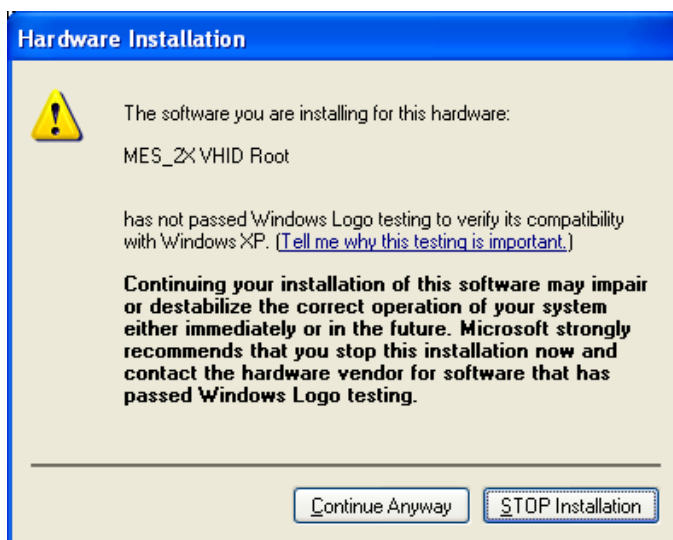 Hardware Installation
The software you are installing for this hardware:
MES_2X VHID Root
has not passed Windows Logo testing to verify its compatibility
with Windows XP. (Tell me why this testing is important.)
Continuing your installation of this software may impair
or destabilize the correct operation of your system
either immediately or in the future. Microsoft strongly
recommends that you stop this installation now and
contact the hardware vendor for software that has
passed Windows Logo testing.
Continue Anyway
STOP Installation